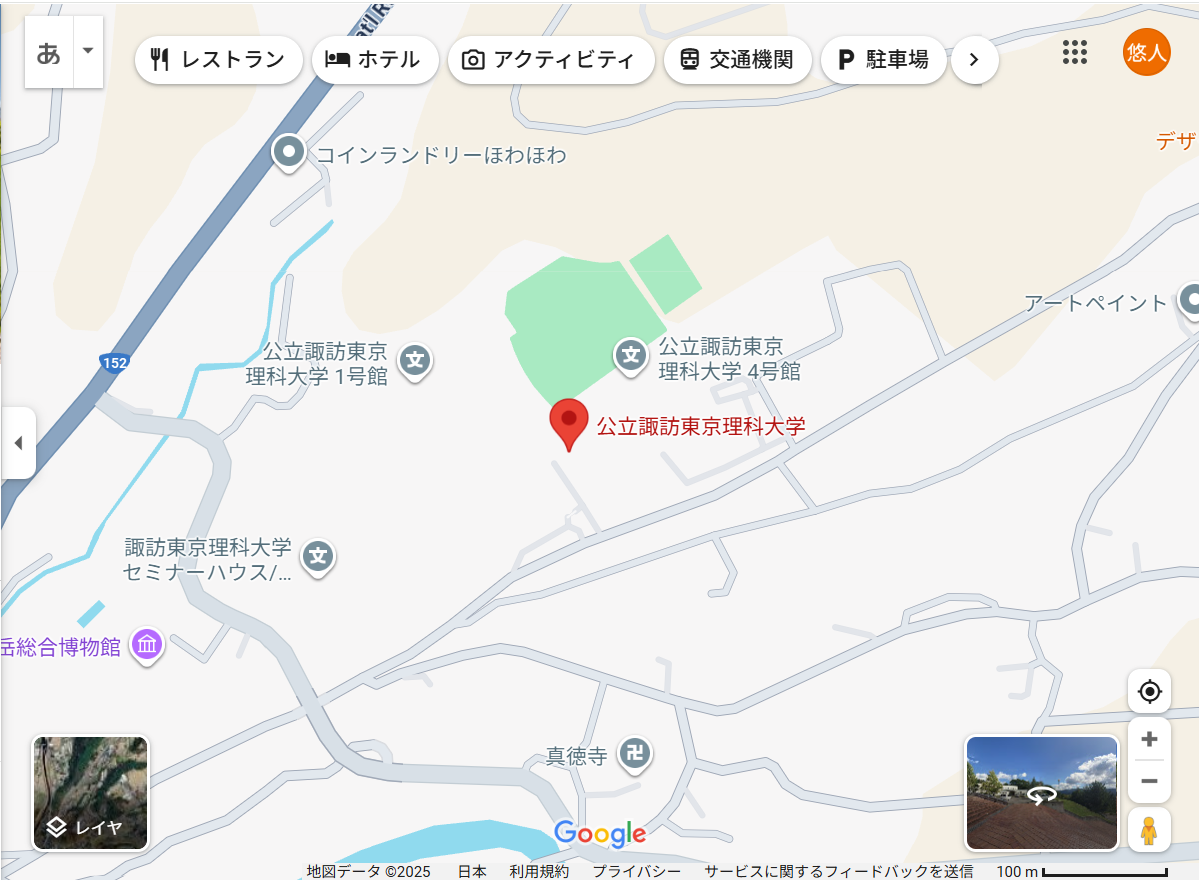 あ
レストラン
ホテル
アクティビティ
交通機関
P 駐車場
悠人
コインランドリーほわほわ
デザ
アートペイント
152
公立諏訪東京
理科大学 1号館
文
文
公立諏訪東京
理科大学 4号館
公立諏訪東京理科大学
諏訪東京理科大学
セミナーハウス/...
文
岳総合博物館
真徳寺
卍
レイヤ
Google
地図データ ©2025
日本
利用規約
プライバシー
サービスに関するフィードバックを送信
100 m